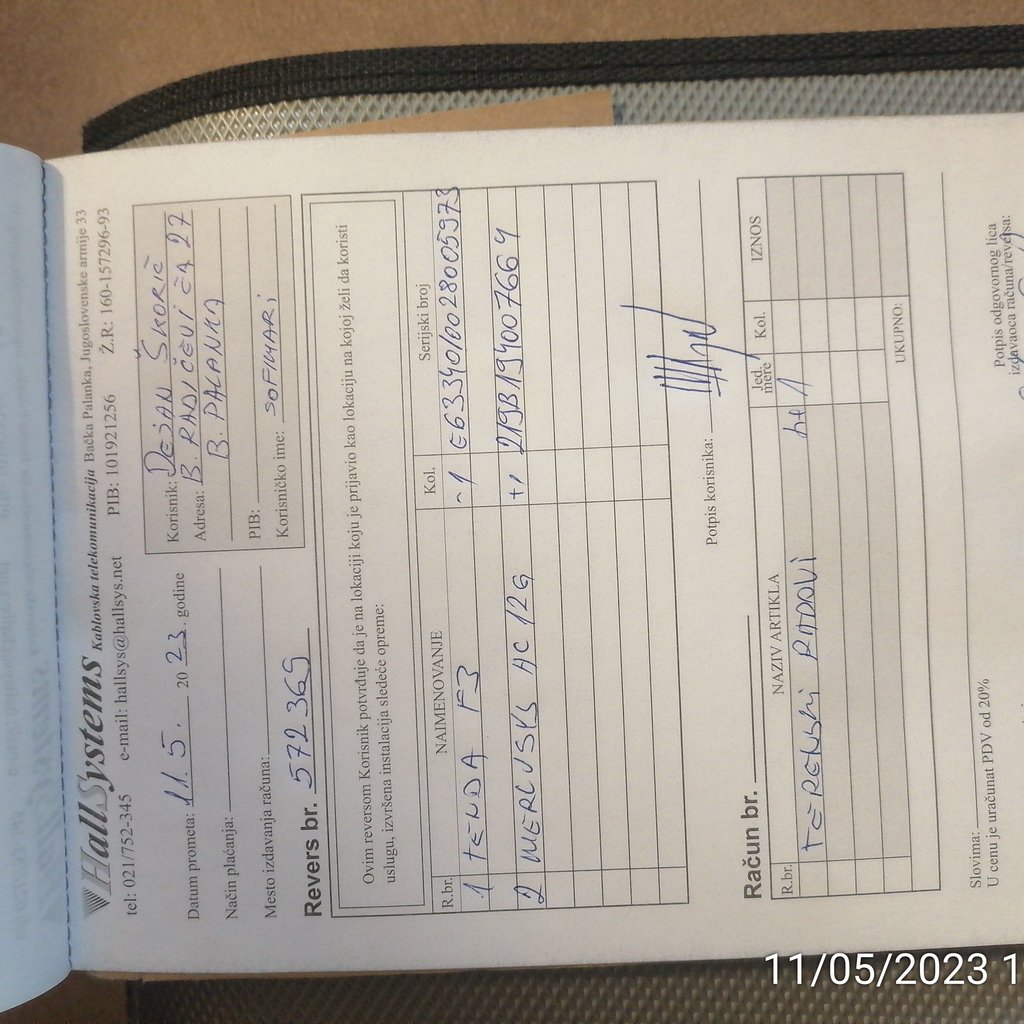 HallSystems Kablovska telekomunikacija Bačka Palanka, Jugoslovenske armije 33
tel: 021/752-345 e-mail: hallsys@hallsys.net PIB: 101921256 Ž.R: 160-157296-93
Datum prometa: 11.5. 2023. godine
Način plaćanja:
Mesto izdavanja računa:
Korisnik: DEJAN ŠKORIĆ
Adresa: B. RADIČEVIĆA 27
B. PALANKA
PIB:
Korisničko ime:
Revers br. 572369
Ovim reversom Korisnik potvrđuje da je na lokaciji koju je prijavio kao lokaciju na kojoj želi da koristi
uslugu, izvršena instalacija sledeće opreme:
R.br. NAIMENOVANJE Kol. Serijski broj
1 TENDA F3 -1 E6334010028005973
2 MERCUSYS AC 12G +1 219B194007664
Potpis korisnika:
Račun br.
R.br. NAZIV ARTIKLA Jed. mere Kol. IZNOS
TERENSKI RADOVI 1
UKUPNO:
Slovima:
U cenu je uračunat PDV od 20%
Potpis odgovornog lica
izdavaoca računa/reversa:
11/05/2023 1